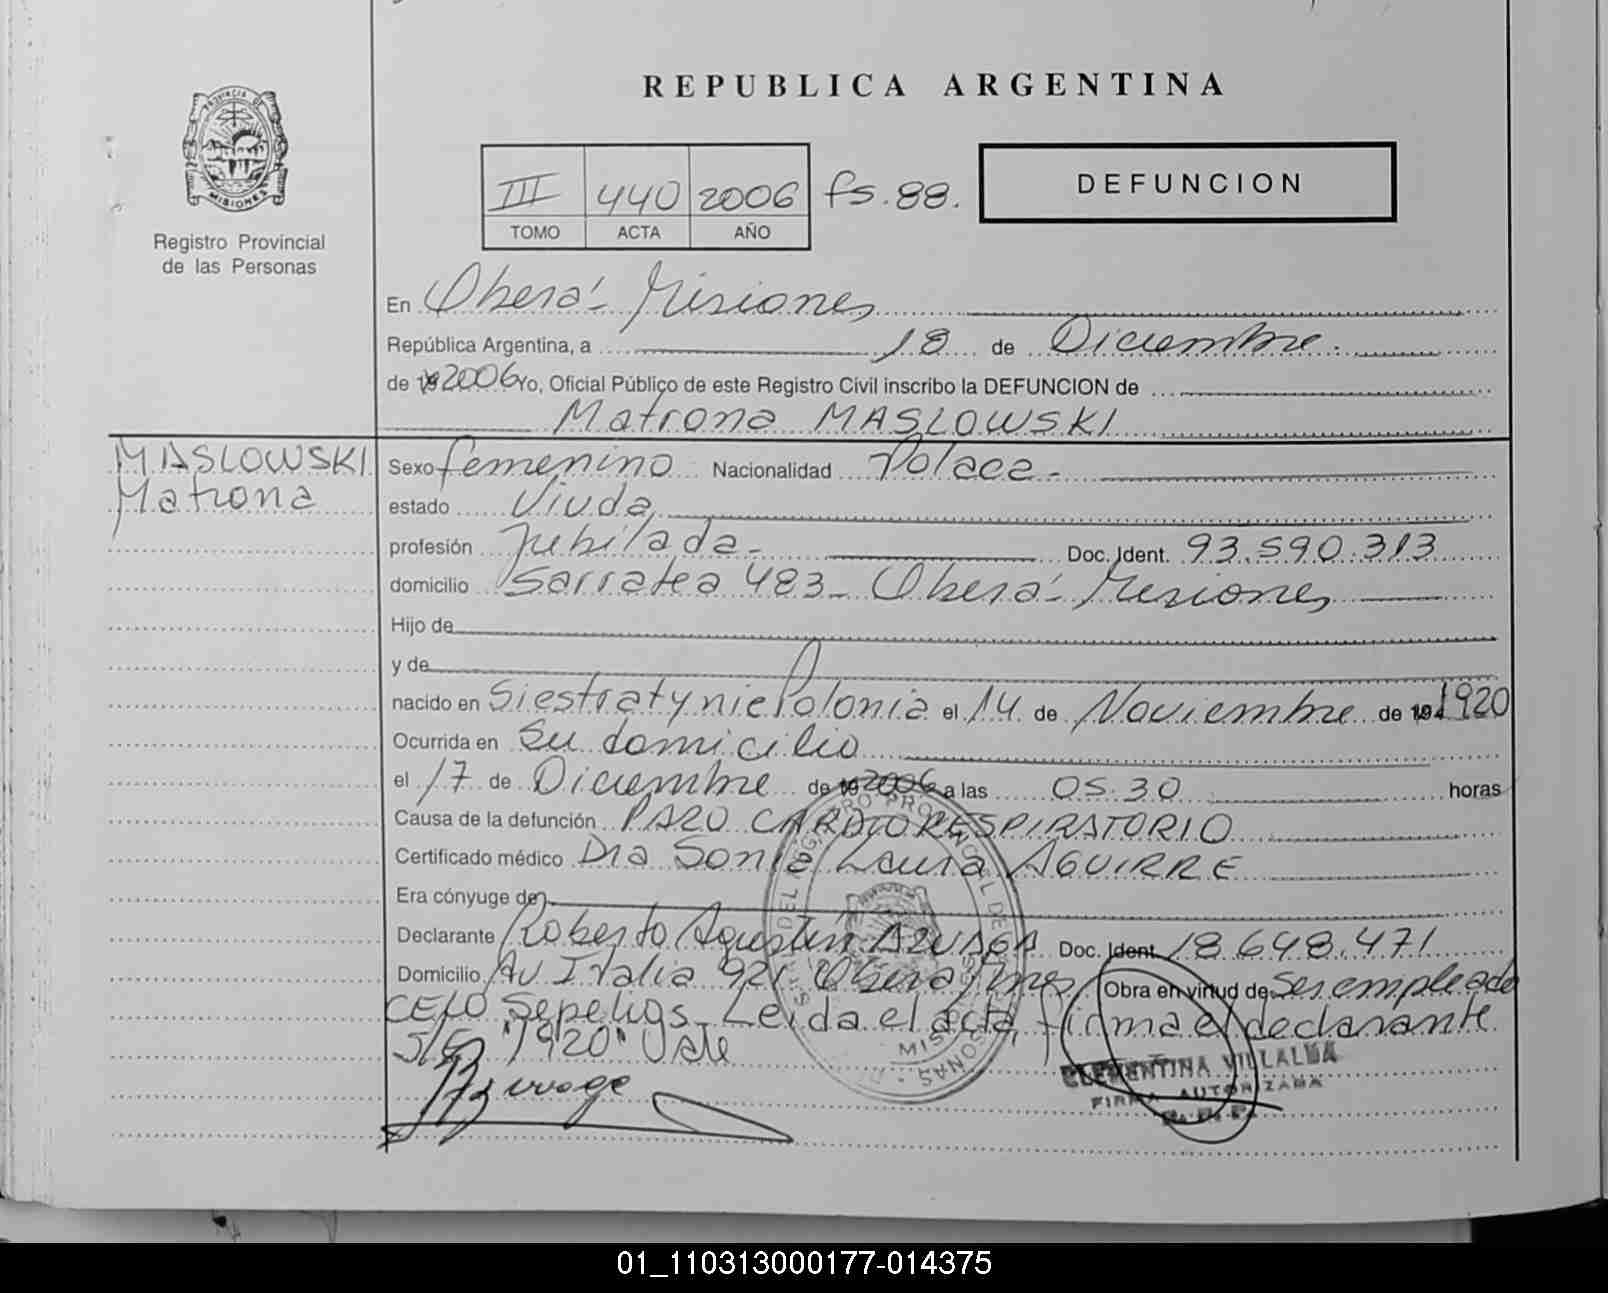 REPUBLICA ARGENTINA
PROVINCIA DE
MISIONES
Registro Provincial
de las Personas
III 440 2006 fs. 88.
TOMO ACTA AÑO
DEFUNCION
En Oberá - Misiones
República Argentina, a 18 de Diciembre.
de 2006 Yo, Oficial Público de este Registro Civil inscribo la DEFUNCION de
Matrona MASLOWSKI
MASLOWSKI
Matrona
Sexo femenino Nacionalidad Polaca -
estado Viuda
profesión Jubilada - Doc. Ident. 93.590.313
domicilio Sarratea 483 - Oberá - Misiones
Hijo de
y de
nacido en Siestratynie Polonia el 14 de Noviembre de 1920
Ocurrida en Su domicilio
el 17 de Diciembre de 2006 a las 05.30 horas
Causa de la defunción PARO CARDIORESPIRATORIO
Certificado médico Dra Sonia Laura AGUIRRE
Era cónyuge de
Declarante Roberto Agustín AZUAGA Doc. Ident. 18.648.471
Domicilio Av Italia 921 Oberá Mnes Obra en virtud de Ser empleado
CELO Sepelios Leída el acta, firma el declarante
S/E "1920" Vale
CLEMENTINA VILLALBA
FIRMA AUTORIZADA
R. P. P.
01_110313000177-014375